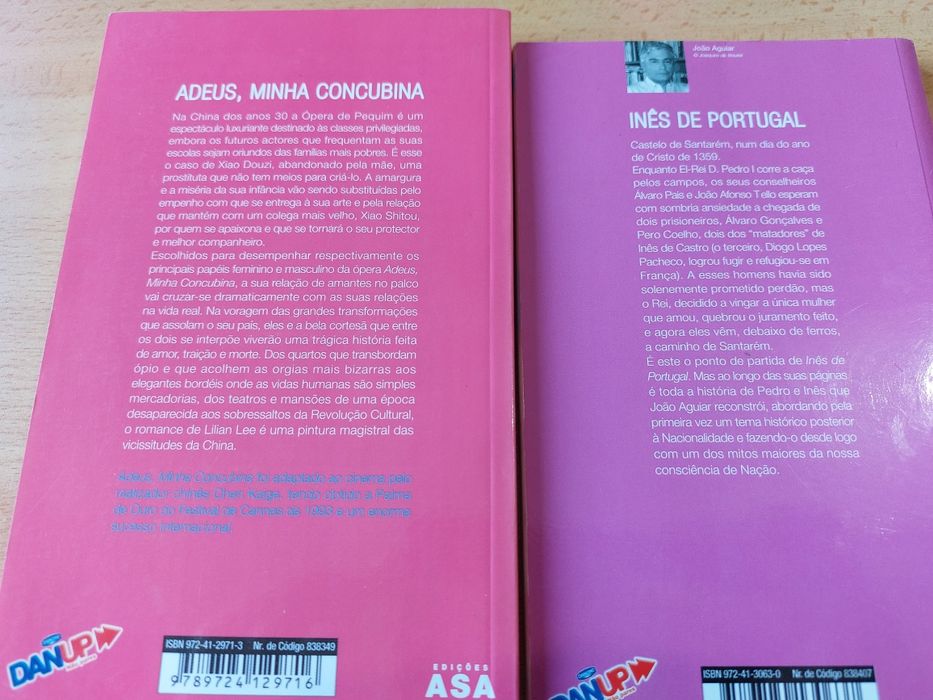 ADEUS, MINHA CONCUBINA
Na China dos anos 30 a Ópera de Pequim é um
espectáculo luxuriante destinado às classes privilegiadas,
embora os futuros actores que frequentam as suas
escolas sejam oriundos das famílias mais pobres. É esse
o caso de Xiao Douzi, abandonado pela mãe, uma
prostituta que não tem meios para criá-lo. A amargura
e a miséria da sua infância vão sendo substituídas pelo
empenho com que se entrega à sua arte e pela relação
que mantém com um colega mais velho, Xiao Shitou,
por quem se apaixona e que se tornará o seu protector
e melhor companheiro.
Escolhidos para desempenhar respectivamente os
principais papéis feminino e masculino da ópera Adeus,
Minha Concubina, a sua relação de amantes no palco
vai cruzar-se dramaticamente com as suas relações
na vida real. Na voragem das grandes transformações
que assolam o seu país, eles e a bela cortesã que entre
os dois se interpõe viverão uma trágica história feita
de amor, traição e morte. Dos quartos que transbordam
ópio e que acolhem as orgias mais bizarras aos
elegantes bordéis onde as vidas humanas são simples
mercadorias, dos teatros e mansões de uma época
desaparecida aos sobressaltos da Revolução Cultural,
o romance de Lilian Lee é uma pintura magistral das
vicissitudes da China.
Adeus, Minha Concubina foi adaptado ao cinema pelo
realizador chinês Chen Kaige, tendo obtido a Palma
de Ouro do Festival de Cannes de 1993 e um enorme
sucesso internacional.
DAN'UP
ISBN 972-41-2971-3 Nr. de Código 838349
9789724 129716
EDIÇÕES
ASA
João Aguiar
INÊS DE PORTUGAL
Castelo de Santarém, num dia do ano
de Cristo de 1359.
Enquanto El-Rei D. Pedro I corre a caça
pelos campos, os seus conselheiros
Álvaro Pais e João Afonso Tello esperam
com sombria ansiedade a chegada de
dois prisioneiros, Álvaro Gonçalves e
Pero Coelho, dois dos "matadores" de
Inês de Castro (o terceiro, Diogo Lopes
Pacheco, logrou fugir e refugiou-se em
França). A esses homens havia sido
solenemente prometido perdão, mas
o Rei, decidido a vingar a única mulher
que amou, quebrou o juramento feito,
e agora eles vêm, debaixo de ferros,
a caminho de Santarém.
É este o ponto de partida de Inês de
Portugal. Mas ao longo das suas páginas
é toda a história de Pedro e Inês que
João Aguiar reconstrói, abordando pela
primeira vez um tema histórico posterior
à Nacionalidade e fazendo-o desde logo
com um dos mitos maiores da nossa
consciência de Nação.
DAN'UP
ISBN 972-41-3063-0 Nr. de Código 838407